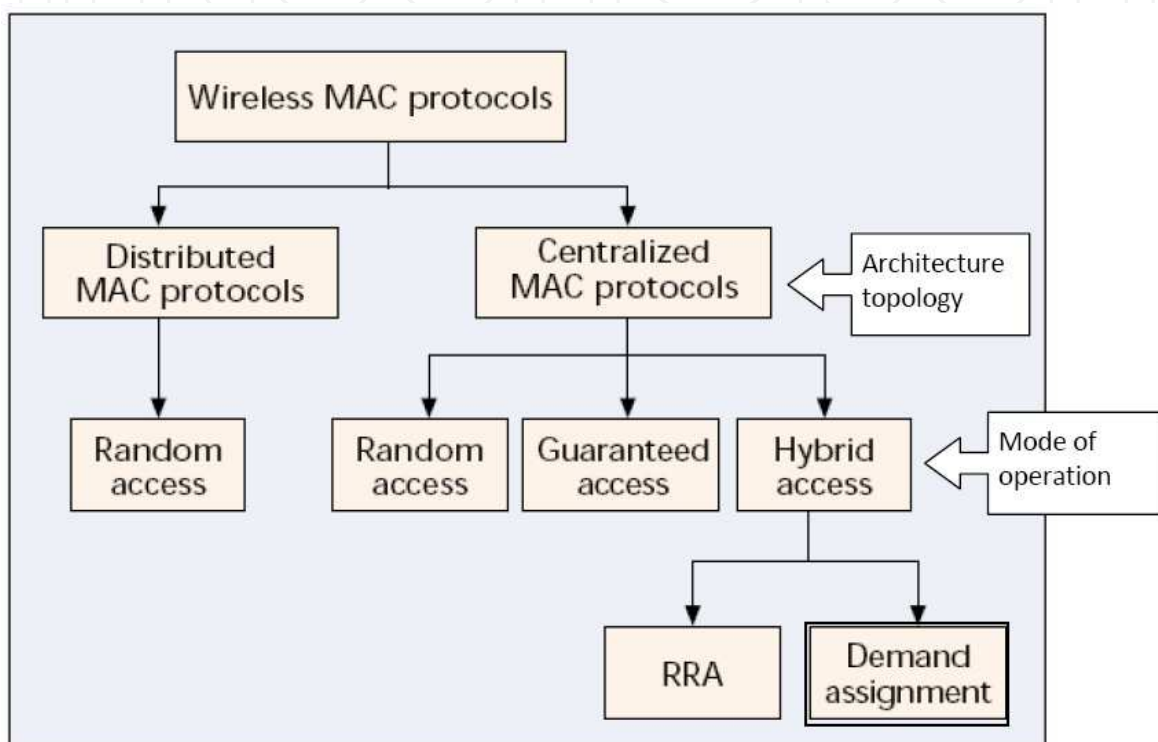 Wireless MAC protocols
Distributed
MAC protocols
Centralized
MAC protocols
Architecture
topology
Random
access
Random
access
Guaranteed
access
Hybrid
access
Mode of
operation
RRA
Demand
assignment